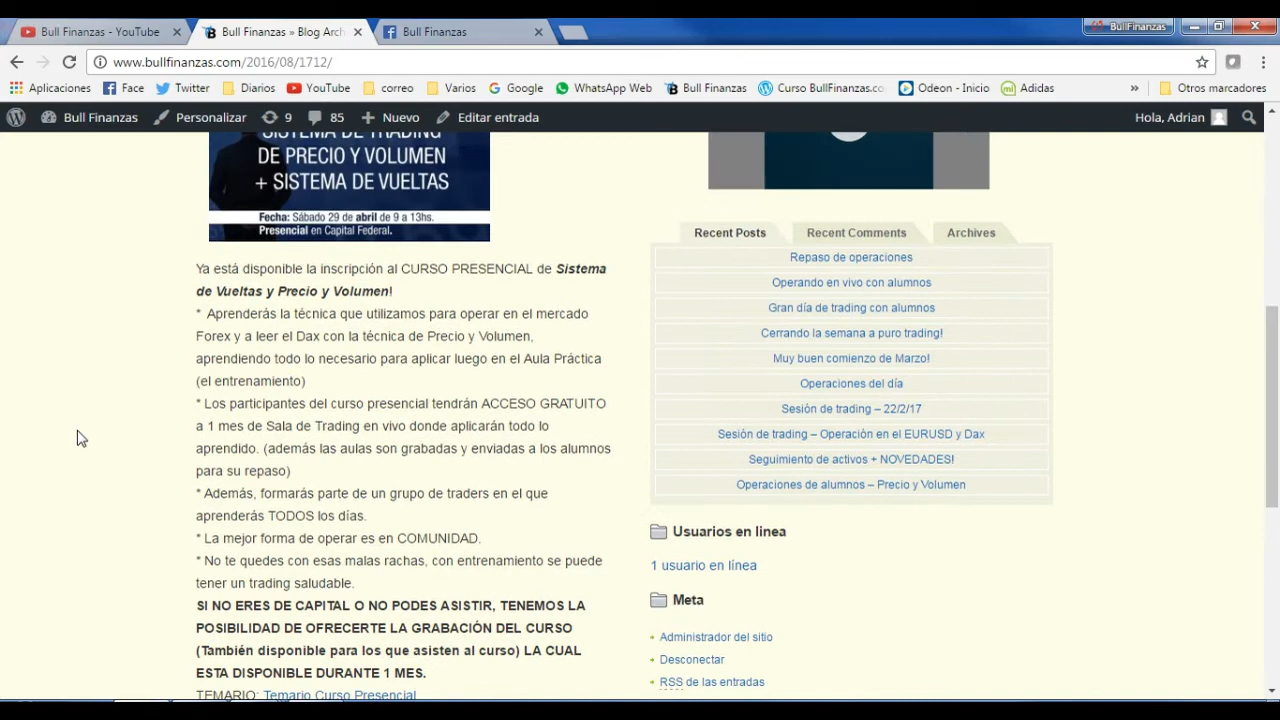 Bull Finanzas - YouTube
Bull Finanzas » Blog Arch
Bull Finanzas
BullFinanzas
www.bullfinanzas.com/2016/08/1712/
Aplicaciones
Face
Twitter
Diarios
YouTube
correo
Varios
Google
WhatsApp Web
Bull Finanzas
Curso BullFinanzas.co
Odeon - Inicio
Adidas
»
Otros marcadores
Bull Finanzas
Personalizar
9
85
Nuevo
Editar entrada
Hola, Adrian
SISTEMA DE TRADING
DE PRECIO Y VOLUMEN
+ SISTEMA DE VUELTAS
Fecha: Sábado 29 de abril de 9 a 13hs.
Presencial en Capital Federal.
Ya está disponible la inscripción al CURSO PRESENCIAL de Sistema
de Vueltas y Precio y Volumen!
* Aprenderás la técnica que utilizamos para operar en el mercado
Forex y a leer el Dax con la técnica de Precio y Volumen,
aprendiendo todo lo necesario para aplicar luego en el Aula Práctica
(el entrenamiento)
* Los participantes del curso presencial tendrán ACCESO GRATUITO
a 1 mes de Sala de Trading en vivo donde aplicarán todo lo
aprendido. (además las aulas son grabadas y enviadas a los alumnos
para su repaso)
* Además, formarás parte de un grupo de traders en el que
aprenderás TODOS los días.
* La mejor forma de operar es en COMUNIDAD.
* No te quedes con esas malas rachas, con entrenamiento se puede
tener un trading saludable.
SI NO ERES DE CAPITAL O NO PODES ASISTIR, TENEMOS LA
POSIBILIDAD DE OFRECERTE LA GRABACIÓN DEL CURSO
(También disponible para los que asisten al curso) LA CUAL
ESTA DISPONIBLE DURANTE 1 MES.
TEMARIO: Temario Curso Presencial
Recent Posts
Recent Comments
Archives
Repaso de operaciones
Operando en vivo con alumnos
Gran día de trading con alumnos
Cerrando la semana a puro trading!
Muy buen comienzo de Marzo!
Operaciones del día
Sesión de trading – 22/2/17
Sesión de trading – Operación en el EURUSD y Dax
Seguimiento de activos + NOVEDADES!
Operaciones de alumnos – Precio y Volumen
Usuarios en linea
1 usuario en línea
Meta
Administrador del sitio
Desconectar
RSS de las entradas